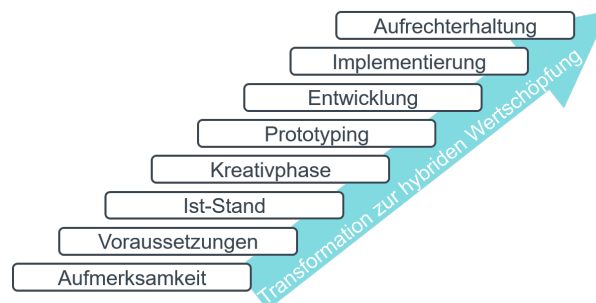 Aufrechterhaltung
Implementierung
Entwicklung
Prototyping
Kreativphase
Ist-Stand
Voraussetzungen
Aufmerksamkeit
Transformation zur hybriden Wertschöpfung